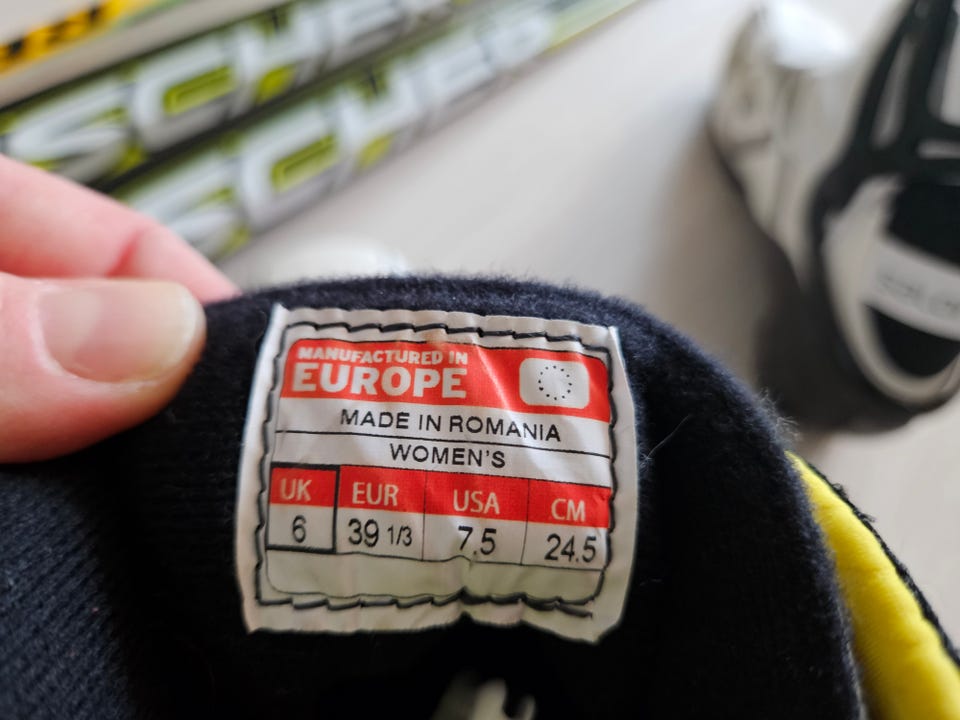 MANUFACTURED IN
EUROPE
MADE IN ROMANIA
WOMEN'S
UK EUR USA CM
6 39 1/3 7.5 24.5